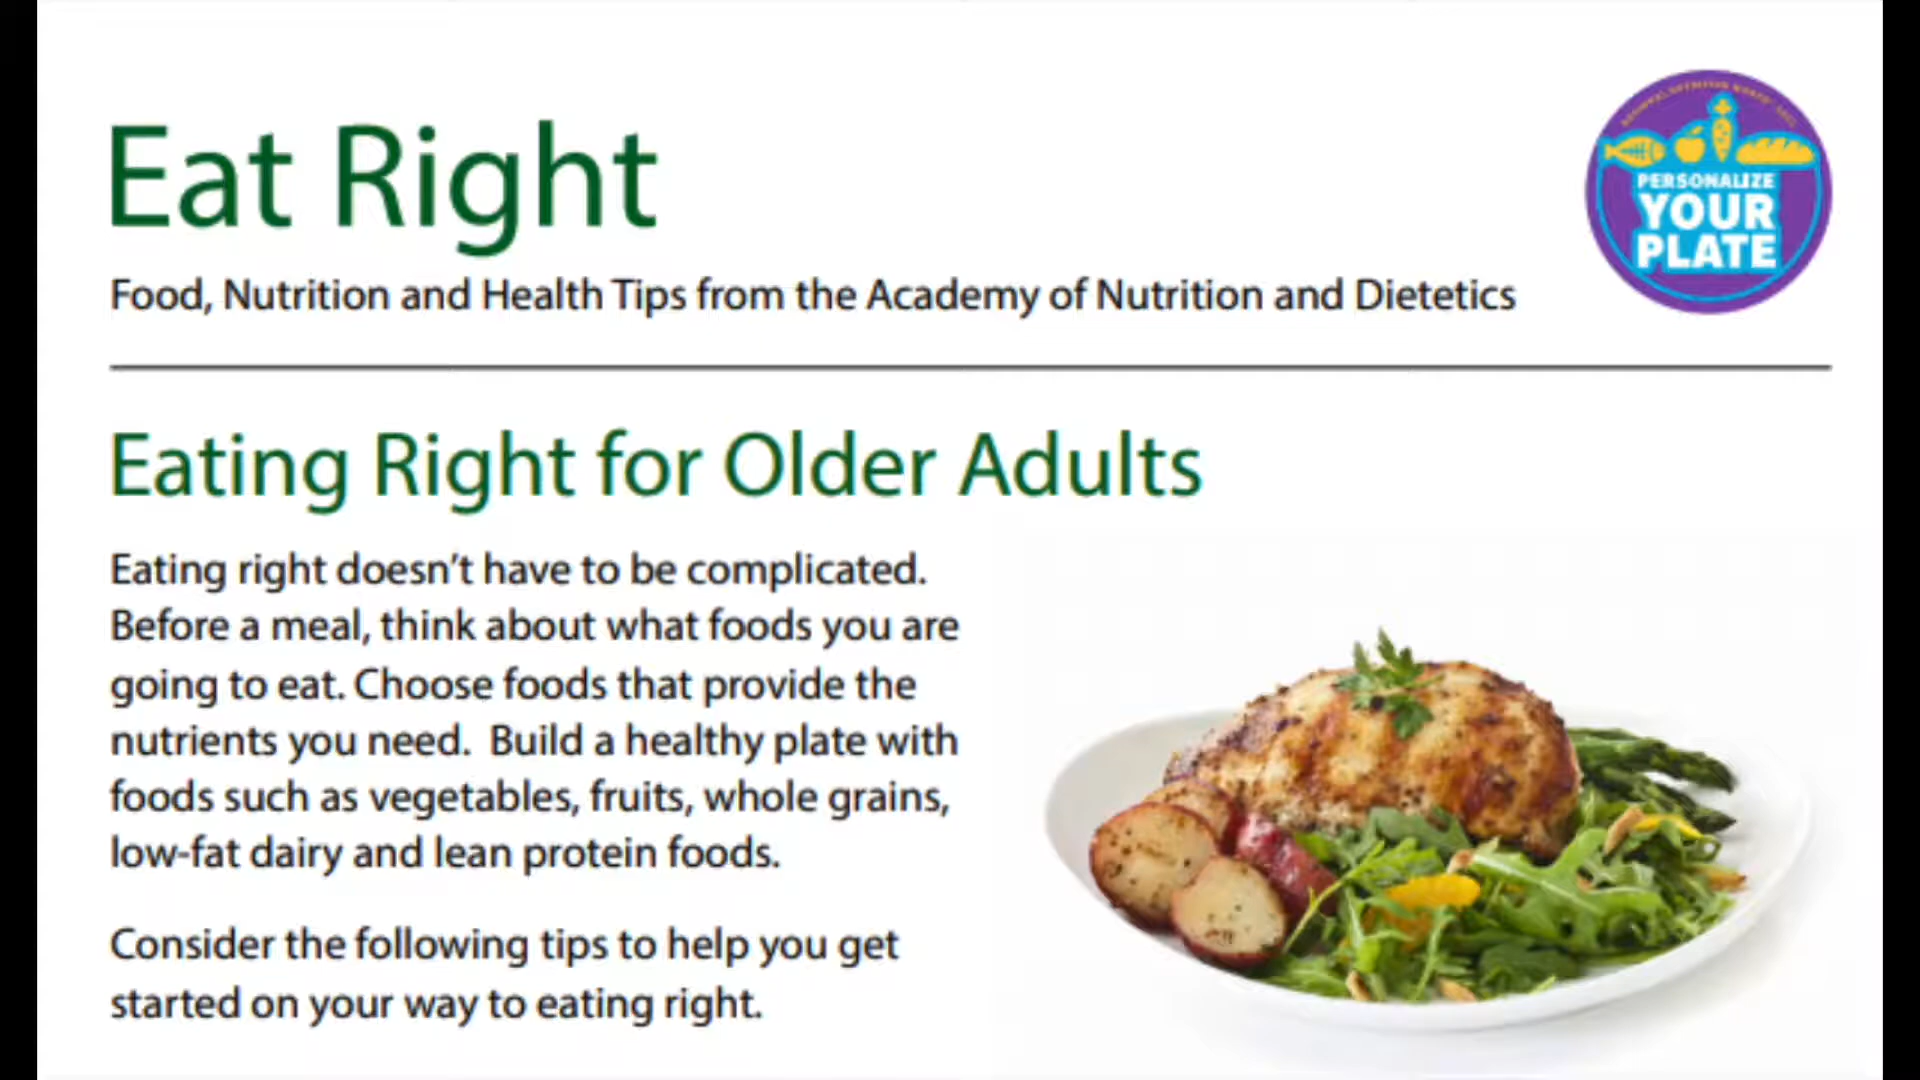 Eat Right
Food, Nutrition and Health Tips from the Academy of Nutrition and Dietetics
PERSONALIZE
YOUR
PLATE
Eating Right for Older Adults
Eating right doesn’t have to be complicated.
Before a meal, think about what foods you are
going to eat. Choose foods that provide the
nutrients you need.  Build a healthy plate with
foods such as vegetables, fruits, whole grains,
low-fat dairy and lean protein foods.
Consider the following tips to help you get
started on your way to eating right.